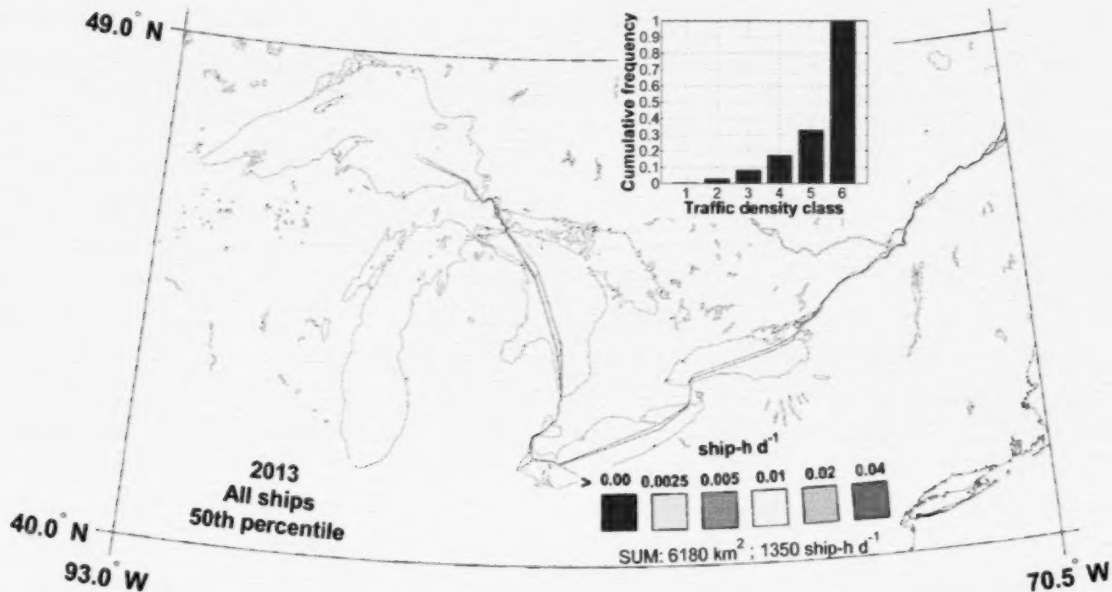 49.0° N
Cumulative frequency
1
0.9
0.8
0.7
0.6
0.5
0.4
0.3
0.2
0.1
0
1 2 3 4 5 6
Traffic density class
2013
All ships
50th percentile
ship-h d⁻¹
> 0.00 0.0025 0.005 0.01 0.02 0.04
SUM: 6180 km² ; 1350 ship-h d⁻¹
40.0° N
93.0° W
70.5° W